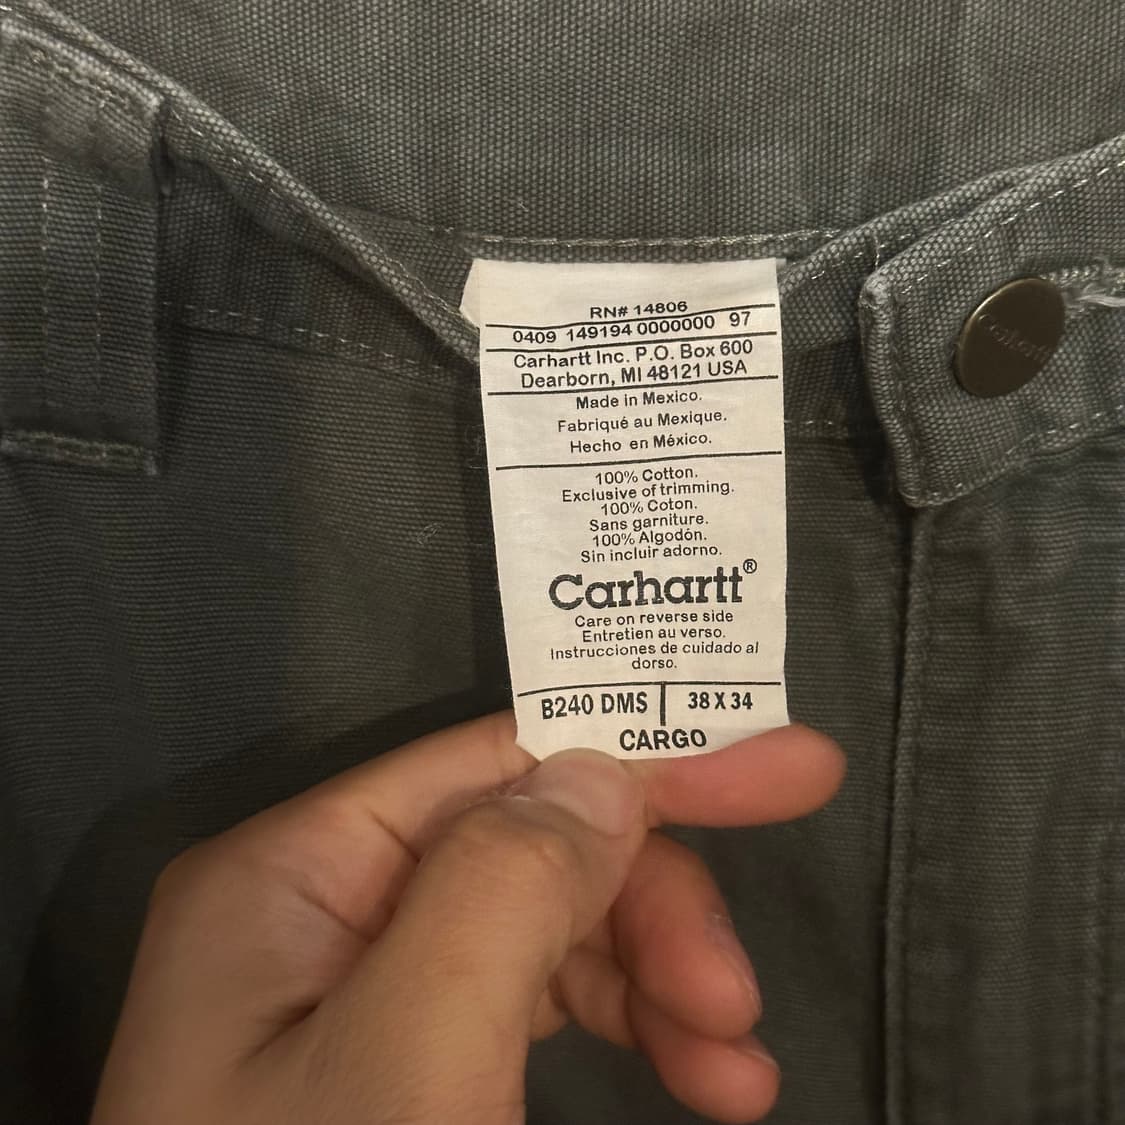 RN# 14806
0409 149194 0000000 97
Carhartt Inc. P.O. Box 600
Dearborn, MI 48121 USA
Made in Mexico.
Fabriqué au Mexique.
Hecho en México.
100% Cotton.
Exclusive of trimming.
100% Coton.
Sans garniture.
100% Algodón.
Sin incluir adorno.
Carhartt®
Care on reverse side
Entretien au verso.
Instrucciones de cuidado al
dorso.
B240 DMS | 38 X 34
CARGO